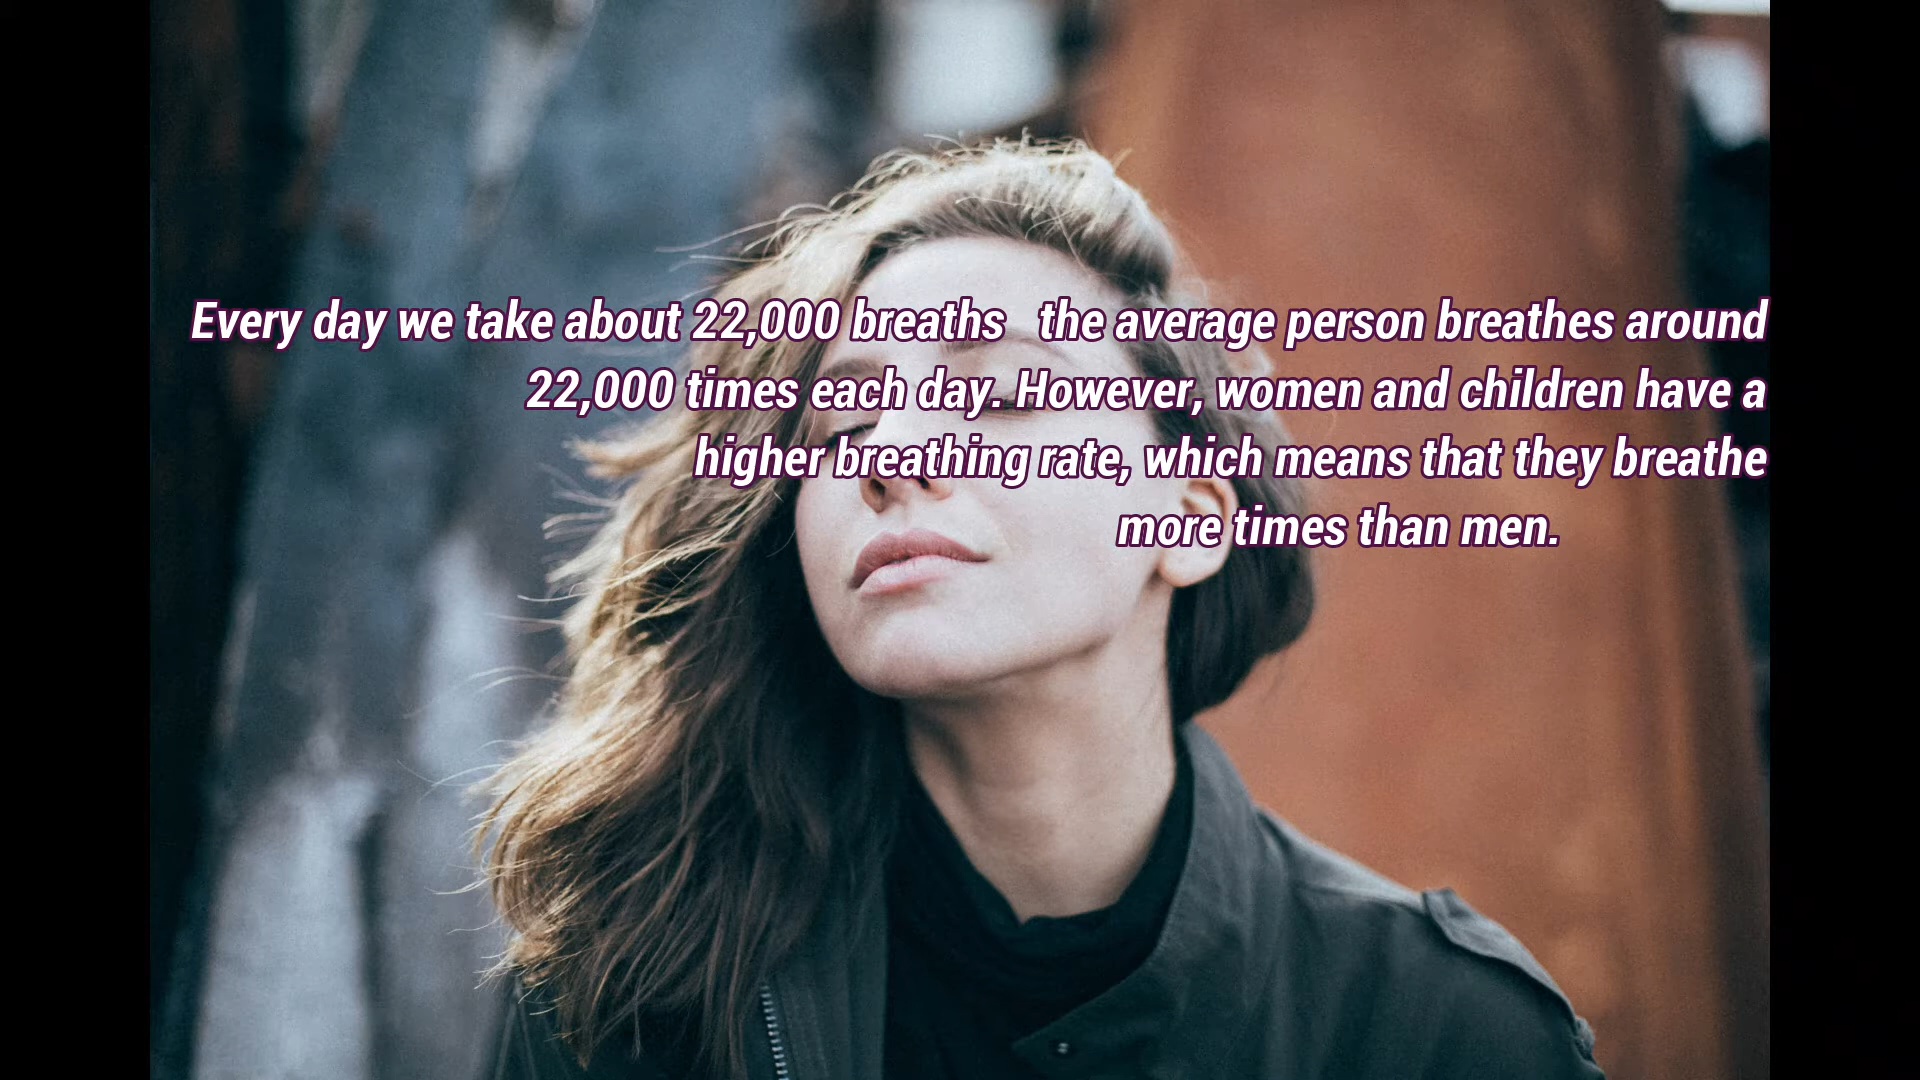 Every day we take about 22,000 breaths the average person breathes around
22,000 times each day. However, women and children have a
higher breathing rate, which means that they breathe
more times than men.